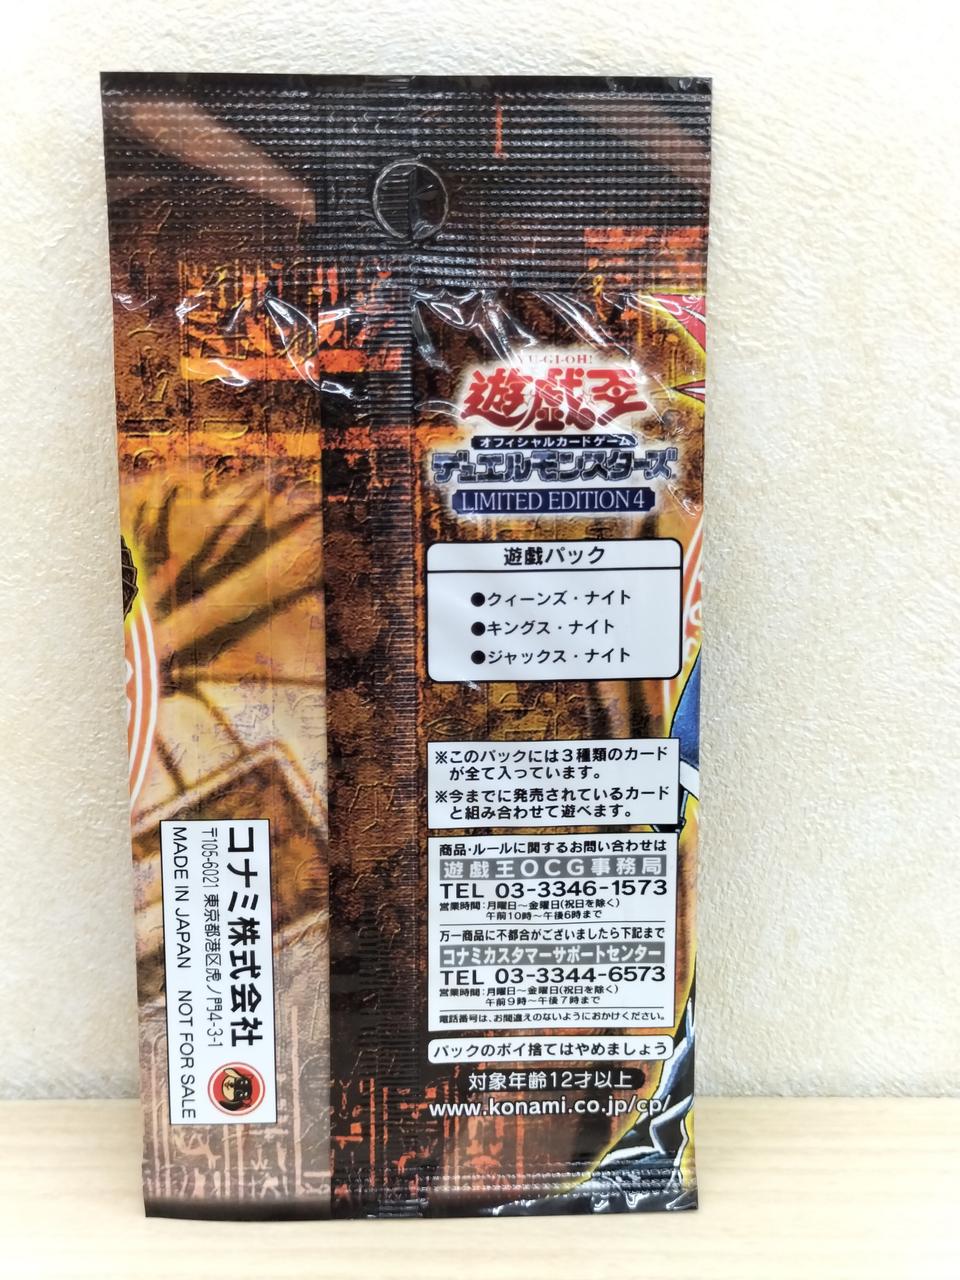 YU-GI-OH!
遊戯王
オフィシャルカードゲーム
デュエルモンスターズ
LIMITED EDITION 4
遊戯パック
●クィーンズ・ナイト
●キングス・ナイト
●ジャックス・ナイト
※このパックには3種類のカード
が全て入っています。
※今までに発売されているカード
と組み合わせて遊べます。
商品・ルールに関するお問い合わせは
遊戯王OCG事務局
TEL 03-3346-1573
営業時間:月曜日〜金曜日(祝日を除く)
午前10時〜午後6時まで
万一商品に不都合がございましたら下記まで
コナミカスタマーサポートセンター
TEL 03-3344-6573
営業時間:月曜日〜金曜日(祝日を除く)
午前9時〜午後7時まで
電話番号は、お間違えのないようにおかけください。
パックのポイ捨てはやめましょう
対象年齢12才以上
www.konami.co.jp/cp/
コナミ株式会社
〒105-6021 東京都港区虎ノ門4-3-1
MADE IN JAPAN NOT FOR SALE